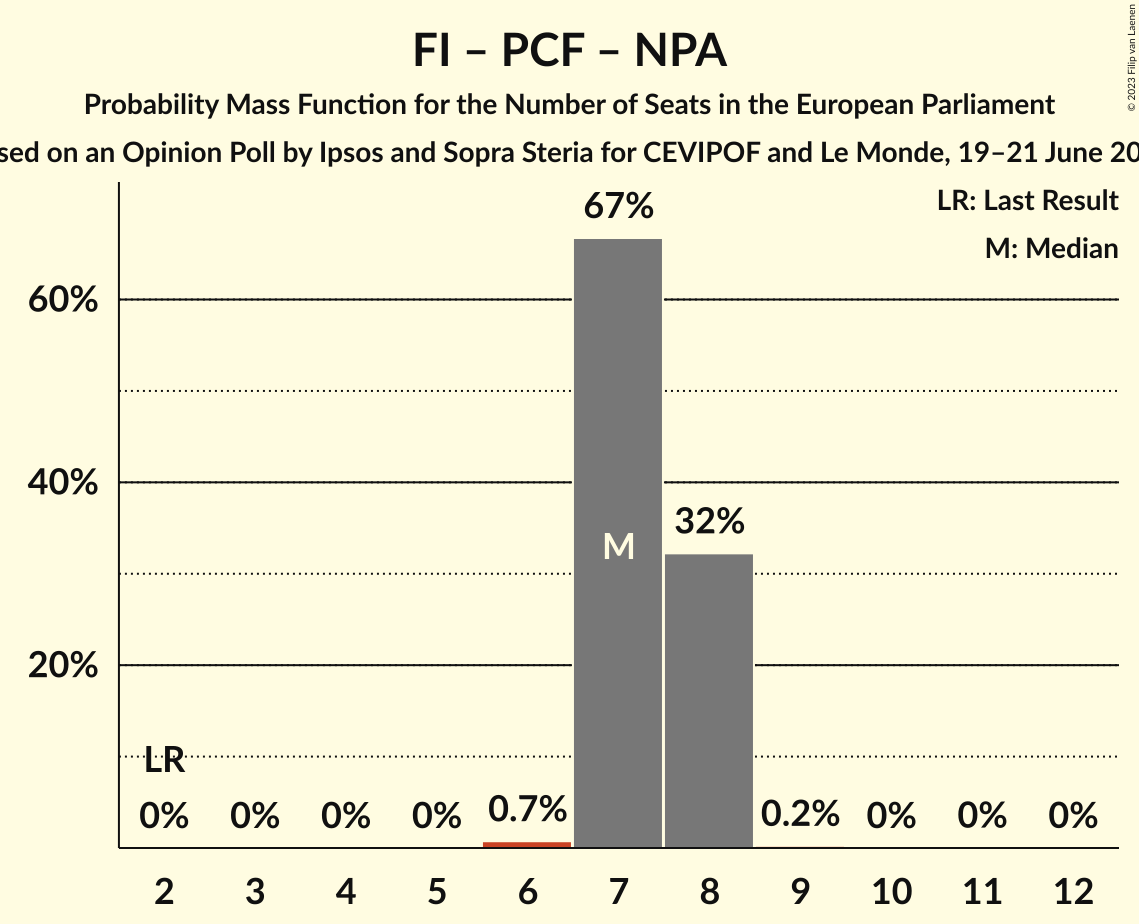 FI – PCF – NPA
Probability Mass Function for the Number of Seats in the European Parliament
on an Opinion Poll by Ipsos and Sopra Steria for CEVIPOF and Le Monde, 19–21 June
© 2023 Filip van Laenen
LR: Last Result
M: Median
67%
60%
40%
32%
M
20%
LR
0% 0% 0% 0% 0.7% 0.2% 0% 0% 0%
2 3 4 5 6 7 8 9 10 11 12